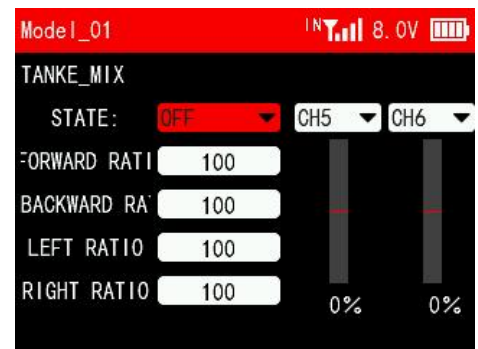 Model_01 IN 8.0V
TANKE_MIX
STATE: OFF CH5 CH6
FORWARD RATI 100
BACKWARD RA 100
LEFT RATIO 100
RIGHT RATIO 100
0% 0%